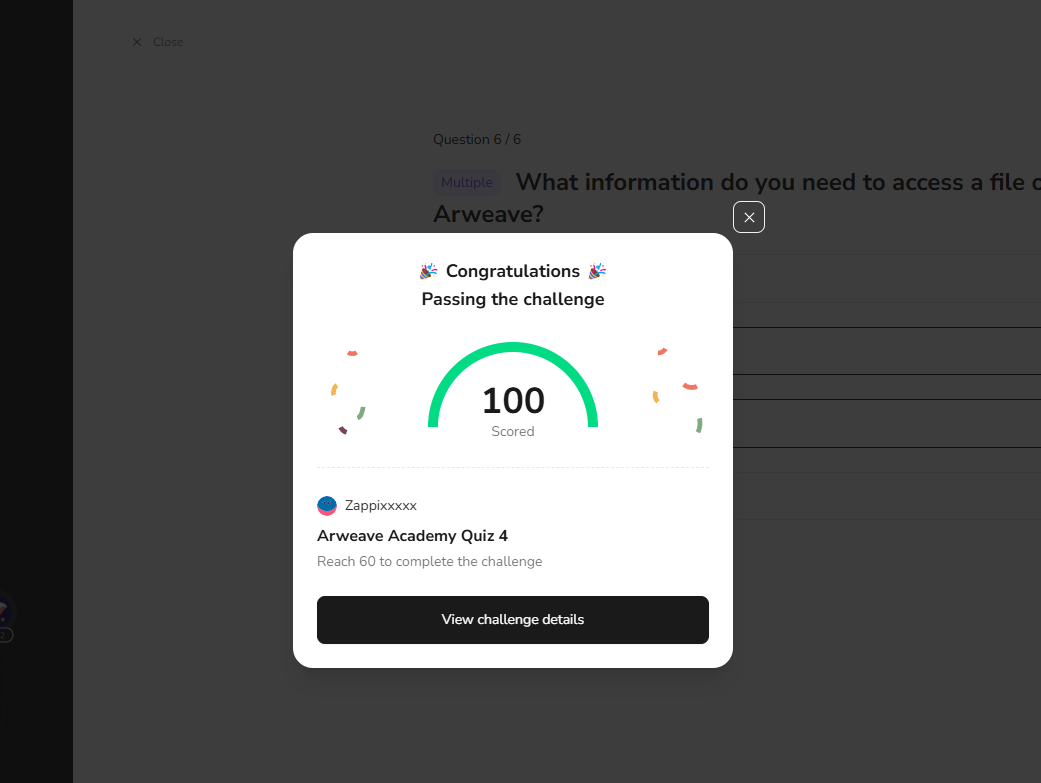 Close
Question 6 / 6
Multiple What information do you need to access a file
Arweave?
Congratulations
Passing the challenge
100
Scored
Zappixxxxx
Arweave Academy Quiz 4
Reach 60 to complete the challenge
View challenge details